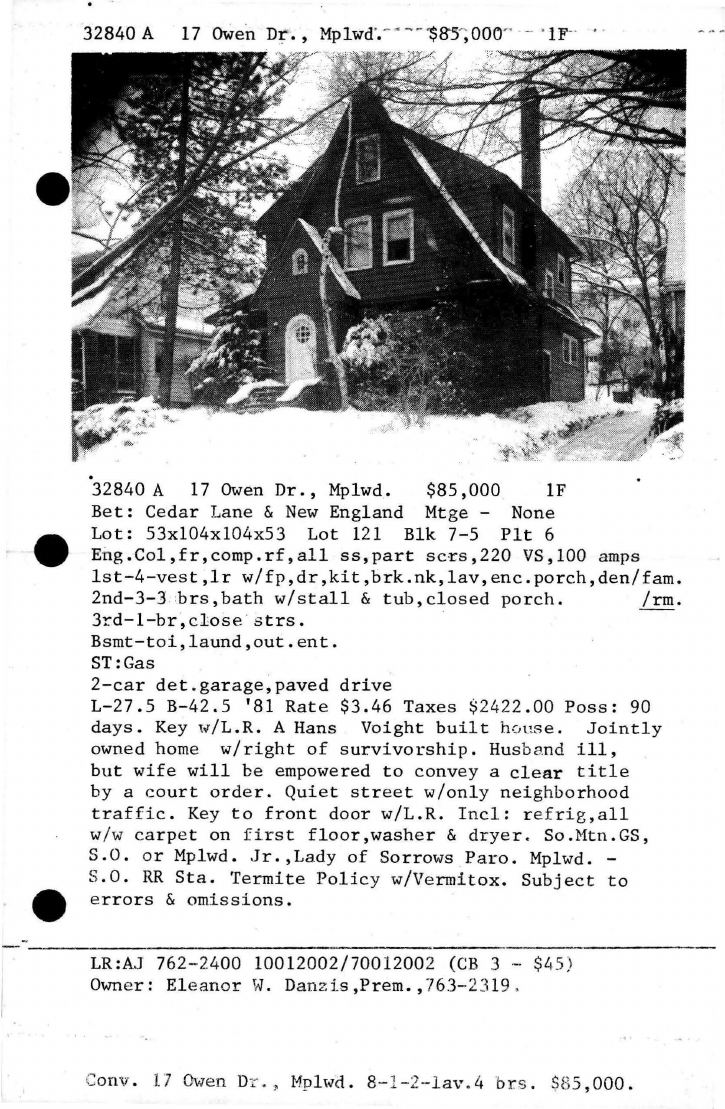 32840 A 17 Owen Dr., Mplwd. $85,000 1F
32840 A 17 Owen Dr., Mplwd. $85,000 1F
Bet: Cedar Lane & New England Mtge - None
Lot: 53x104x104x53 Lot 121 Blk 7-5 Plt 6
Eng.Col,fr,comp.rf,all ss,part scrs,220 VS,100 amps
1st-4-vest,lr w/fp,dr,kit,brk.nk,lav,enc.porch,den/fam.
2nd-3-3 brs,bath w/stall & tub,closed porch. /rm.
3rd-1-br,close strs.
Bsmt-toi,laund,out.ent.
ST:Gas
2-car det.garage,paved drive
L-27.5 B-42.5 '81 Rate $3.46 Taxes $2422.00 Poss: 90
days. Key w/L.R. A Hans Voight built house. Jointly
owned home w/right of survivorship. Husband ill,
but wife will be empowered to convey a clear title
by a court order. Quiet street w/only neighborhood
traffic. Key to front door w/L.R. Incl: refrig,all
w/w carpet on first floor,washer & dryer. So.Mtn.GS,
S.O. or Mplwd. Jr.,Lady of Sorrows Paro. Mplwd. -
S.O. RR Sta. Termite Policy w/Vermitox. Subject to
errors & omissions.
LR:AJ 762-2400 10012002/70012002 (CB 3 - $45)
Owner: Eleanor W. Danzis,Prem.,763-2319.
Conv. 17 Owen Dr., Mplwd. 8-1-2-lav.4 brs. $85,000.